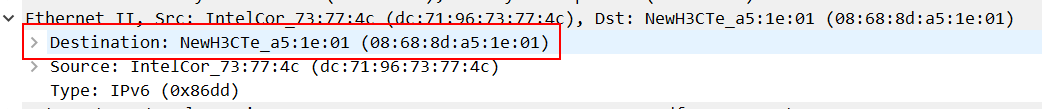 Ethernet II, Src: IntelCor_73:77:4c (dc:71:96:73:77:4c), Dst: NewH3CTe_a5:1e:01 (08:68:8d:a5:1e:01)
Destination: NewH3CTe_a5:1e:01 (08:68:8d:a5:1e:01)
Source: IntelCor_73:77:4c (dc:71:96:73:77:4c)
Type: IPv6 (0x86dd)